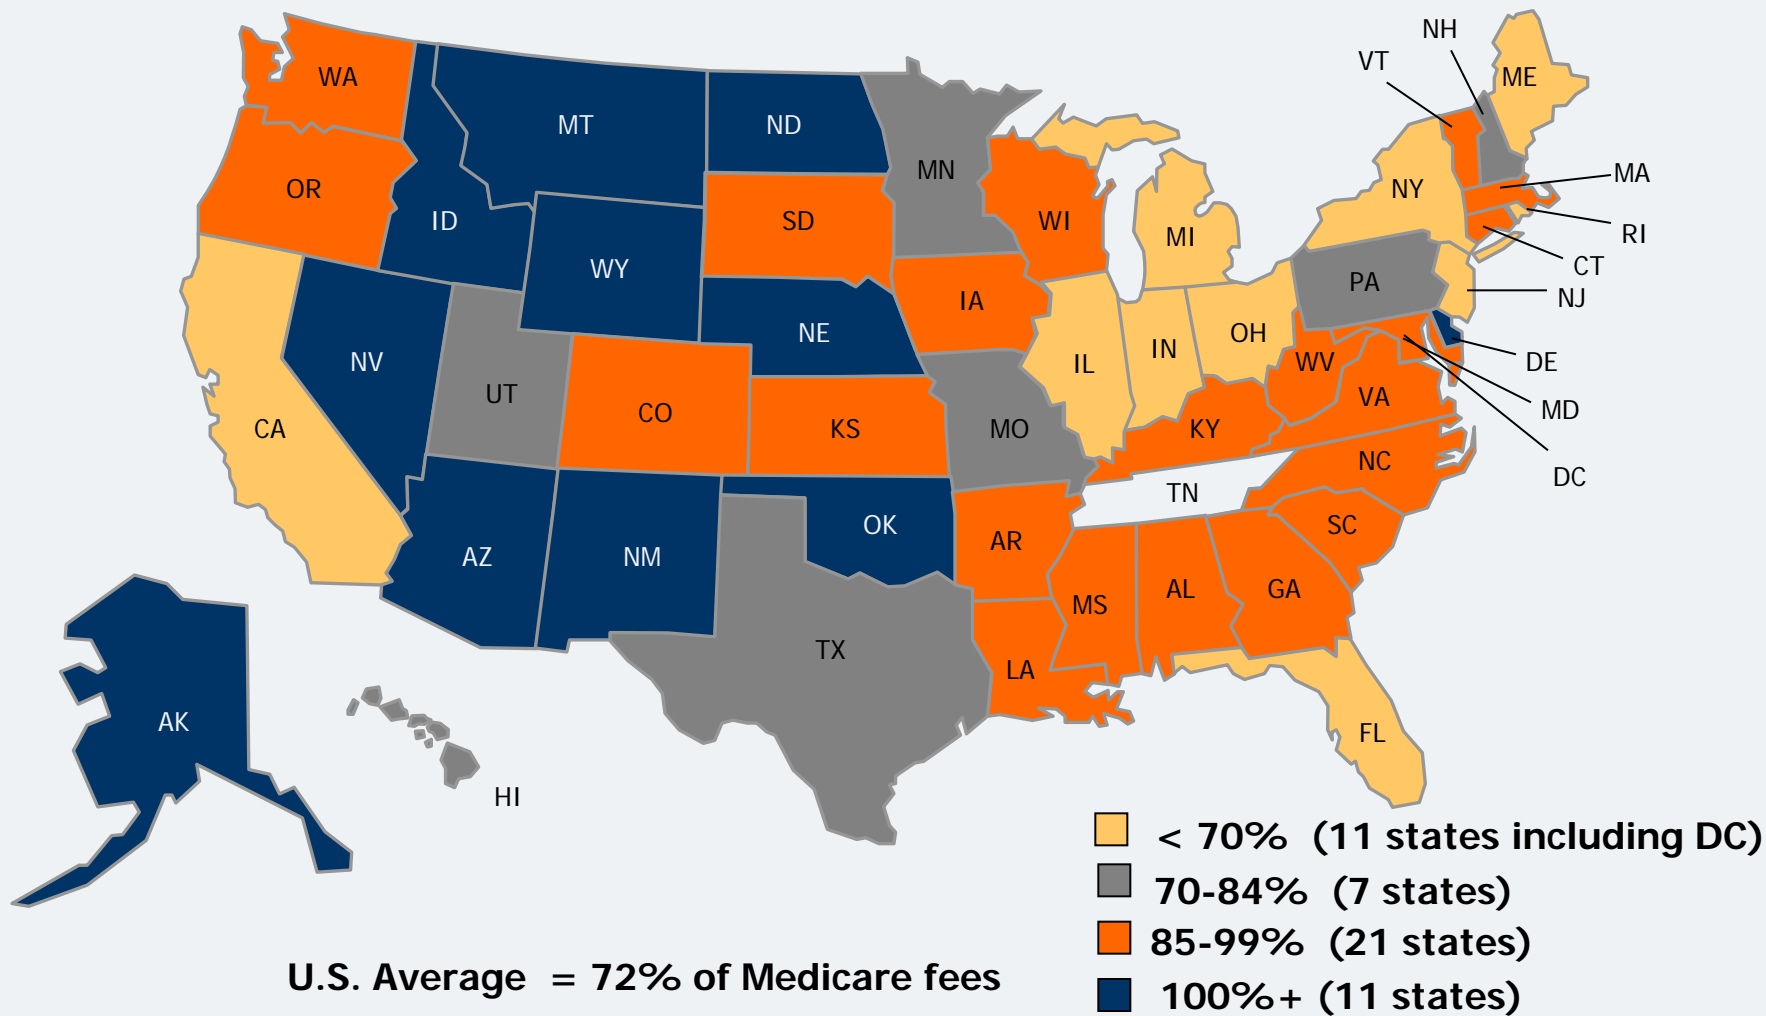 NH
VT
ME
WA
MT
ND
MN
MA
OR
NY
ID
SD
WI
RI
MI
WY
CT
PA
NJ
IA
NE
OH
IN
NV
IL
WV
DE
UT
VA
CO
MD
CA
KS
MO
KY
NC
DC
TN
OK
SC
AR
AZ
NM
AL
GA
MS
TX
LA
AK
FL
HI
< 70% (11 states including DC)
70-84% (7 states)
85-99% (21 states)
U.S. Average = 72% of Medicare fees
100%+ (11 states)